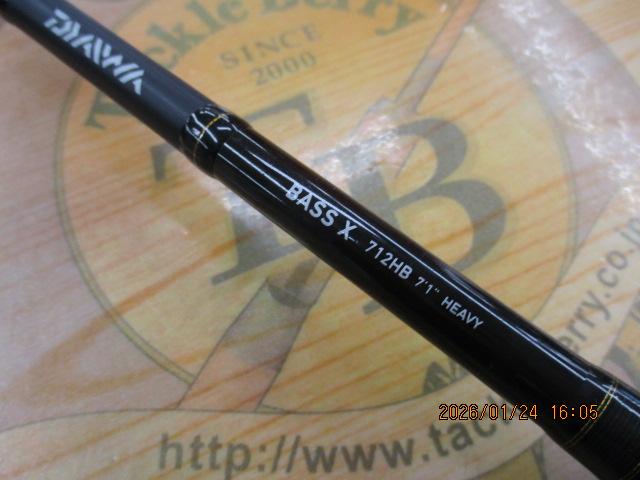 DAIWA
Tackle Berry
SINCE
2000
TB
BASS X 712HB 7'1" HEAVY
berry.co.jp
http://www.tack
2026/01/24 16:05